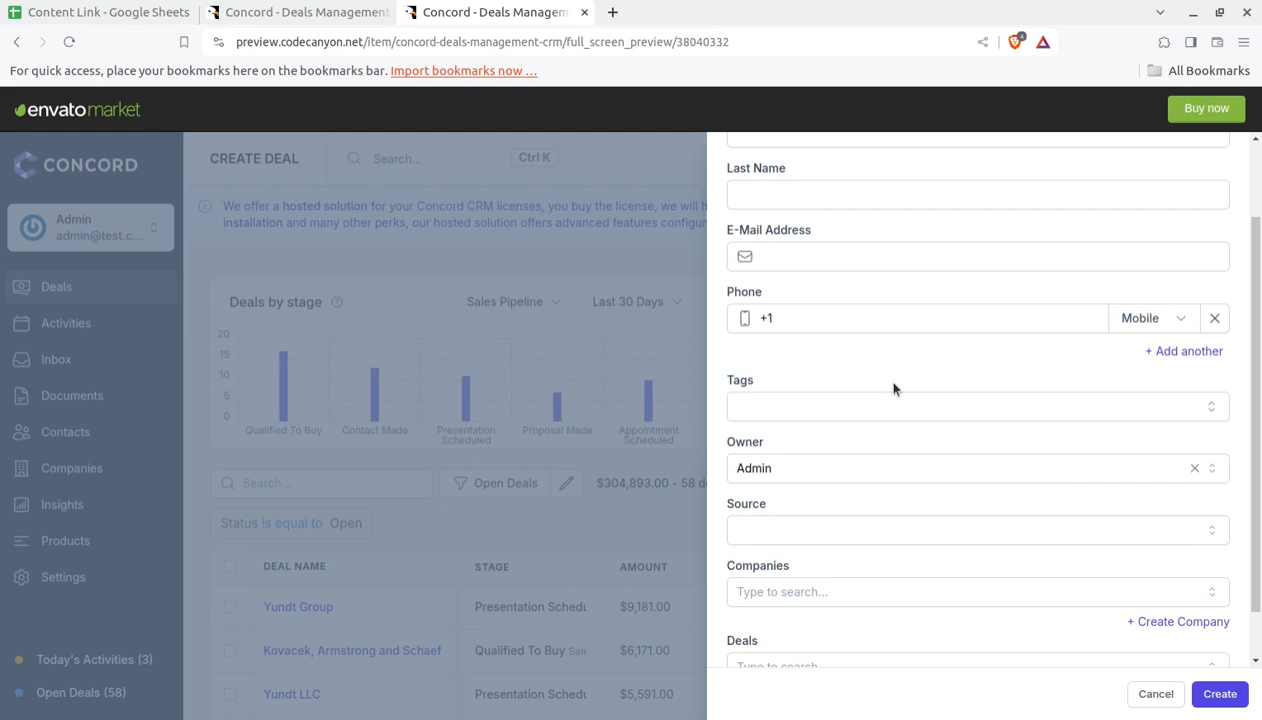 Content Link - Google Sheets
Concord - Deals Management
Concord - Deals Managem
preview.codecanyon.net/item/concord-deals-management-crm/full_screen_preview/38040332
4
For quick access, place your bookmarks here on the bookmarks bar. Import bookmarks now ...
All Bookmarks
envatomarket
Buy now
CONCORD
CREATE DEAL
Search...
Ctrl K
We offer a hosted solution for your Concord CRM licenses, you buy the license, we will h
installation and many other perks, our hosted solution offers advanced features configur
Admin
admin@test.c...
Deals
Activities
Inbox
Documents
Contacts
Companies
Insights
Products
Settings
Today's Activities (3)
Open Deals (58)
Deals by stage
Sales Pipeline
Last 30 Days
20
15
10
5
0
Qualified To Buy
Contact Made
Presentation
Scheduled
Proposal Made
Appointment
Scheduled
Search...
Open Deals
$304,893.00 - 58 d
Status is equal to Open
DEAL NAME
STAGE
AMOUNT
Yundt Group
Presentation Schedu
$9,181.00
Kovacek, Armstrong and Schaef
Qualified To Buy Sale
$6,171.00
Yundt LLC
Presentation Schedu
$5,591.00
Last Name
E-Mail Address
Phone
+1
Mobile
+ Add another
Tags
Owner
Admin
Source
Companies
Type to search...
+ Create Company
Deals
Type to search
Cancel
Create